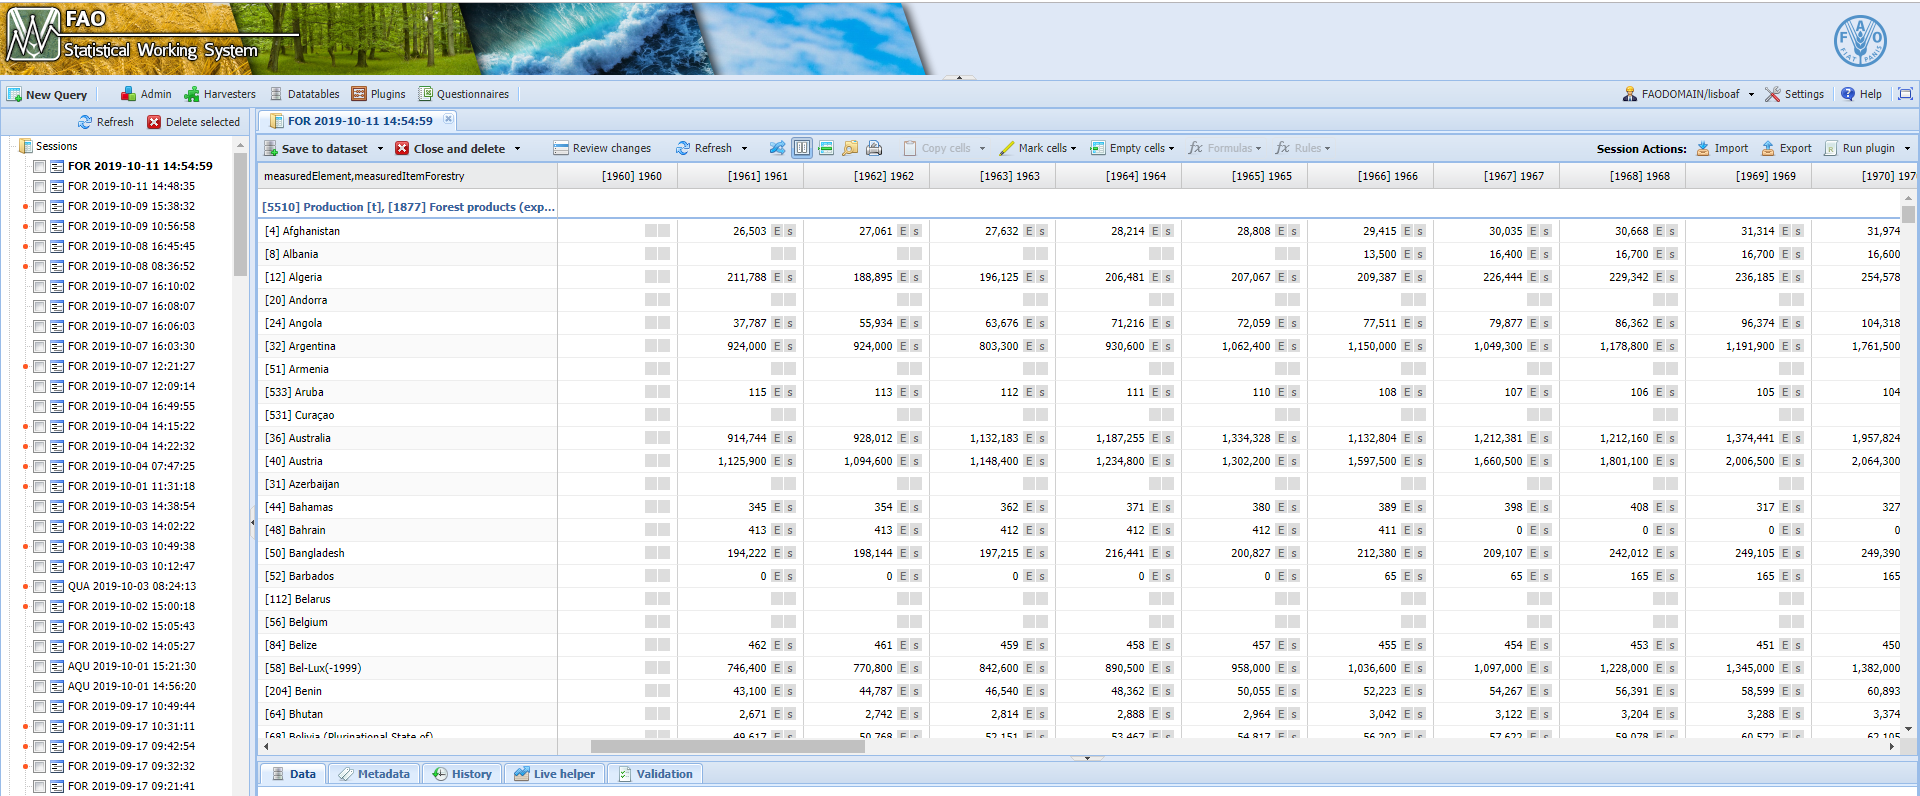 FAO
Statistical Working System
FAO
FIAT PANIS
New Query Admin Harvesters Datatables Plugins Questionnaires FAODOMAIN/lisboaf Settings Help
Refresh Delete selected
FOR 2019-10-11 14:54:59
Sessions
FOR 2019-10-11 14:54:59
FOR 2019-10-11 14:48:35
FOR 2019-10-09 15:38:32
FOR 2019-10-09 10:56:58
FOR 2019-10-08 16:45:45
FOR 2019-10-08 08:36:52
FOR 2019-10-07 16:10:02
FOR 2019-10-07 16:08:07
FOR 2019-10-07 16:06:03
FOR 2019-10-07 16:03:30
FOR 2019-10-07 12:21:27
FOR 2019-10-07 12:09:14
FOR 2019-10-04 16:49:55
FOR 2019-10-04 14:15:22
FOR 2019-10-04 14:22:32
FOR 2019-10-04 07:47:25
FOR 2019-10-01 11:31:18
FOR 2019-10-03 14:38:54
FOR 2019-10-03 14:02:22
FOR 2019-10-03 10:49:38
FOR 2019-10-03 10:12:47
QUA 2019-10-03 08:24:13
FOR 2019-10-02 15:00:18
FOR 2019-10-02 15:05:43
FOR 2019-10-02 14:05:27
AQU 2019-10-01 15:21:30
AQU 2019-10-01 14:56:20
FOR 2019-09-17 10:49:44
FOR 2019-09-17 10:31:11
FOR 2019-09-17 09:42:54
FOR 2019-09-17 09:32:32
FOR 2019-09-17 09:21:41
Save to dataset Close and delete Review changes Refresh Copy cells Mark cells Empty cells fx Formulas fx Rules Session Actions: Import Export Run plugin
measuredElement,measuredItemForestry [1960] 1960 [1961] 1961 [1962] 1962 [1963] 1963 [1964] 1964 [1965] 1965 [1966] 1966 [1967] 1967 [1968] 1968 [1969] 1969 [1970] 197
[5510] Production [t], [1877] Forest products (exp...
[4] Afghanistan 26,503 E s 27,061 E s 27,632 E s 28,214 E s 28,808 E s 29,415 E s 30,035 E s 30,668 E s 31,314 E s 31,974
[8] Albania 13,500 E s 16,400 E s 16,700 E s 16,700 E s 16,600
[12] Algeria 211,788 E s 188,895 E s 196,125 E s 206,481 E s 207,067 E s 209,387 E s 226,444 E s 229,342 E s 236,185 E s 254,578
[20] Andorra
[24] Angola 37,787 E s 55,934 E s 63,676 E s 71,216 E s 72,059 E s 77,511 E s 79,877 E s 86,362 E s 96,374 E s 104,318
[32] Argentina 924,000 E s 924,000 E s 803,300 E s 930,600 E s 1,062,400 E s 1,150,000 E s 1,049,300 E s 1,178,800 E s 1,191,900 E s 1,761,500
[51] Armenia
[533] Aruba 115 E s 113 E s 112 E s 111 E s 110 E s 108 E s 107 E s 106 E s 105 E s 104
[531] Curaçao
[36] Australia 914,744 E s 928,012 E s 1,132,183 E s 1,187,255 E s 1,334,328 E s 1,132,804 E s 1,212,381 E s 1,212,160 E s 1,374,441 E s 1,957,824
[40] Austria 1,125,900 E s 1,094,600 E s 1,148,400 E s 1,234,800 E s 1,302,200 E s 1,597,500 E s 1,660,500 E s 1,801,100 E s 2,006,500 E s 2,064,300
[31] Azerbaijan
[44] Bahamas 345 E s 354 E s 362 E s 371 E s 380 E s 389 E s 398 E s 408 E s 317 E s 327
[48] Bahrain 413 E s 413 E s 412 E s 412 E s 412 E s 411 E s 0 E s 0 E s 0 E s 0
[50] Bangladesh 194,222 E s 198,144 E s 197,215 E s 216,441 E s 200,827 E s 212,380 E s 209,107 E s 242,012 E s 249,105 E s 249,390
[52] Barbados 0 E s 0 E s 0 E s 0 E s 0 E s 65 E s 65 E s 165 E s 165 E s 165
[112] Belarus
[56] Belgium
[84] Belize 462 E s 461 E s 459 E s 458 E s 457 E s 455 E s 454 E s 453 E s 451 E s 450
[58] Bel-Lux(-1999) 746,400 E s 770,800 E s 842,600 E s 890,500 E s 958,000 E s 1,036,600 E s 1,097,000 E s 1,228,000 E s 1,345,000 E s 1,382,000
[204] Benin 43,100 E s 44,787 E s 46,540 E s 48,362 E s 50,055 E s 52,223 E s 54,267 E s 56,391 E s 58,599 E s 60,893
[64] Bhutan 2,671 E s 2,742 E s 2,814 E s 2,888 E s 2,964 E s 3,042 E s 3,122 E s 3,204 E s 3,288 E s 3,374
[68] Bolivia (Plurinational State of) 49,617 E s 50,768 E s 52,151 E s 53,467 E s 54,817 E s 56,202 E s 57,622 E s 59,078 E s 60,572 E s 62,105
Data Metadata History Live helper Validation